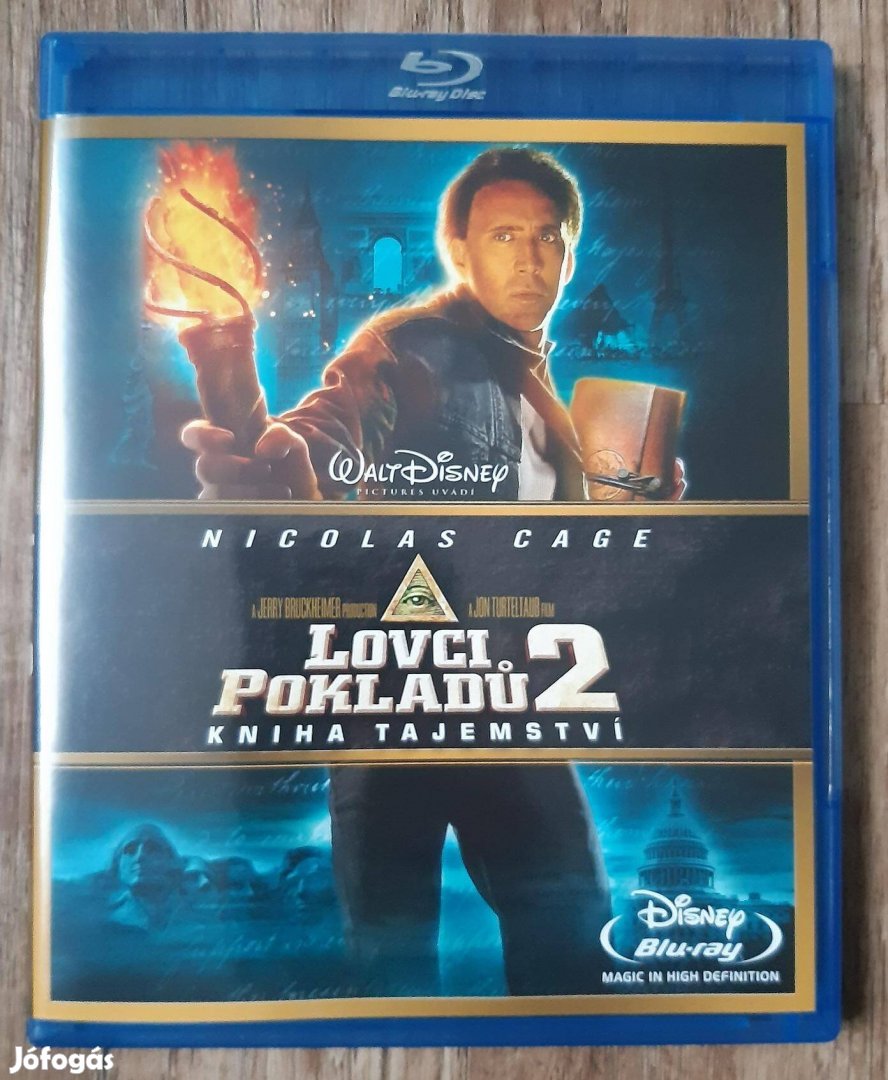 Blu-ray Disc
WALT DISNEY
PICTURES UVÁDÍ
NICOLAS CAGE
A JERRY BRUCKHEIMER PRODUCTION A JON TURTELTAUB FILM
LOVCI
POKLADŮ 2
KNIHA TAJEMSTVÍ
DISNEY
Blu-ray
MAGIC IN HIGH DEFINITION
Jófogás